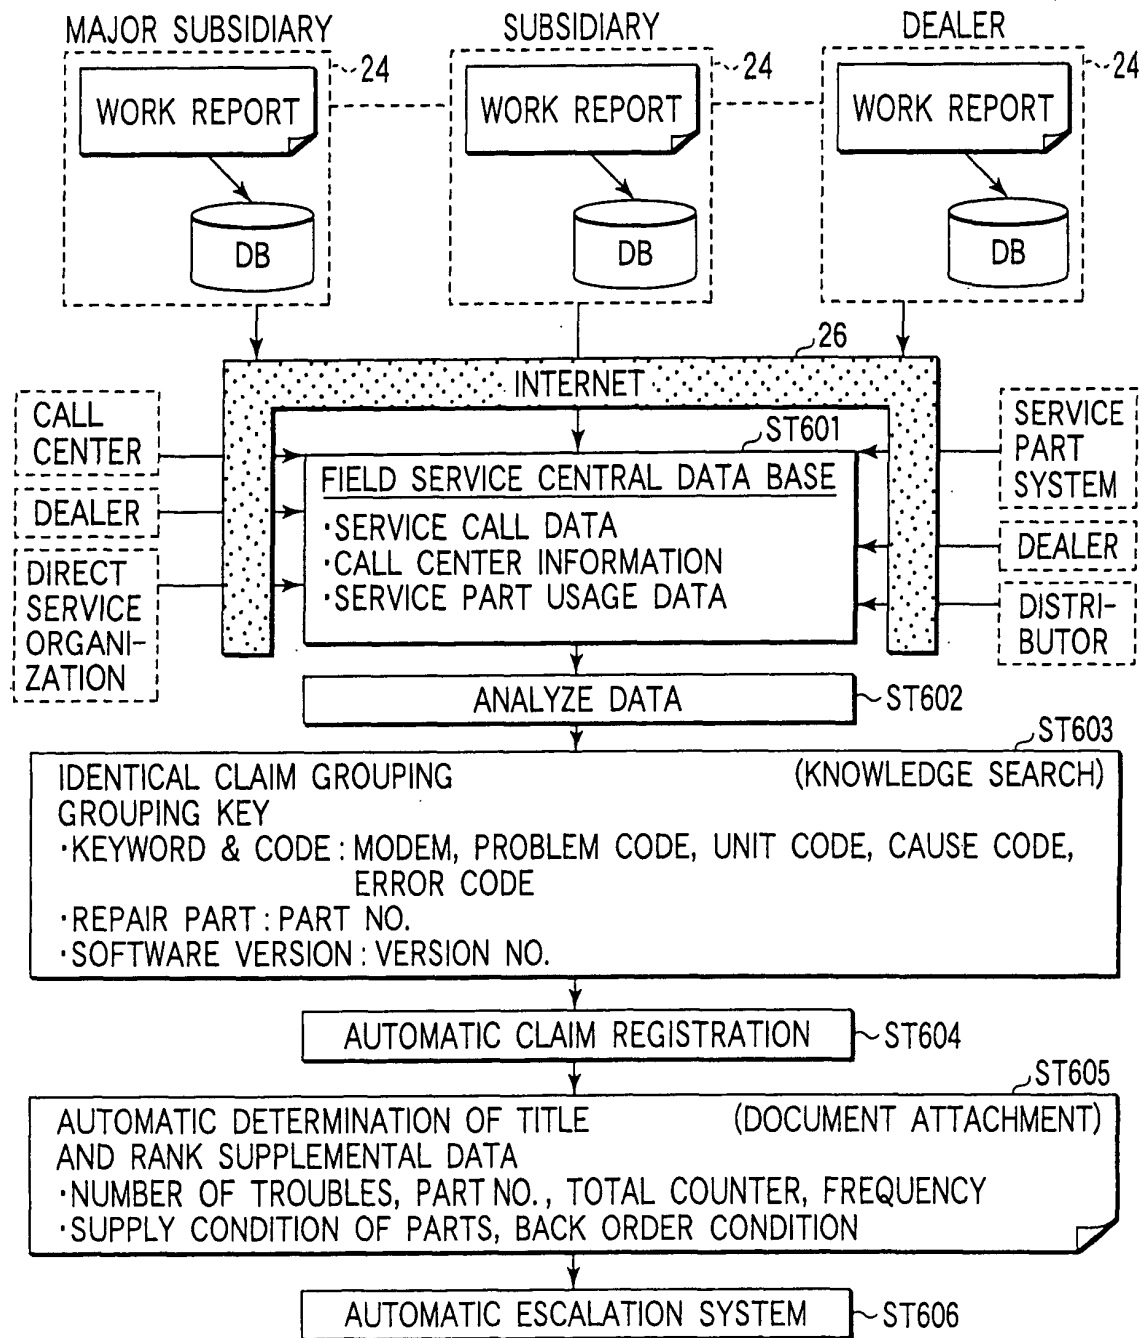 MAJOR SUBSIDIARY
SUBSIDIARY
DEALER
24
24
24
WORK REPORT
WORK REPORT
WORK REPORT
DB
DB
DB
26
INTERNET
CALL
CENTER
DEALER
DIRECT
SERVICE
ORGANI-
ZATION
ST601
FIELD SERVICE CENTRAL DATA BASE
·SERVICE CALL DATA
·CALL CENTER INFORMATION
·SERVICE PART USAGE DATA
SERVICE
PART
SYSTEM
DEALER
DISTRI-
BUTOR
ANALYZE DATA
ST602
ST603
IDENTICAL CLAIM GROUPING (KNOWLEDGE SEARCH)
GROUPING KEY
·KEYWORD & CODE : MODEM, PROBLEM CODE, UNIT CODE, CAUSE CODE,
ERROR CODE
·REPAIR PART : PART NO.
·SOFTWARE VERSION : VERSION NO.
AUTOMATIC CLAIM REGISTRATION
ST604
ST605
AUTOMATIC DETERMINATION OF TITLE (DOCUMENT ATTACHMENT)
AND RANK SUPPLEMENTAL DATA
·NUMBER OF TROUBLES, PART NO., TOTAL COUNTER, FREQUENCY
·SUPPLY CONDITION OF PARTS, BACK ORDER CONDITION
AUTOMATIC ESCALATION SYSTEM
ST606